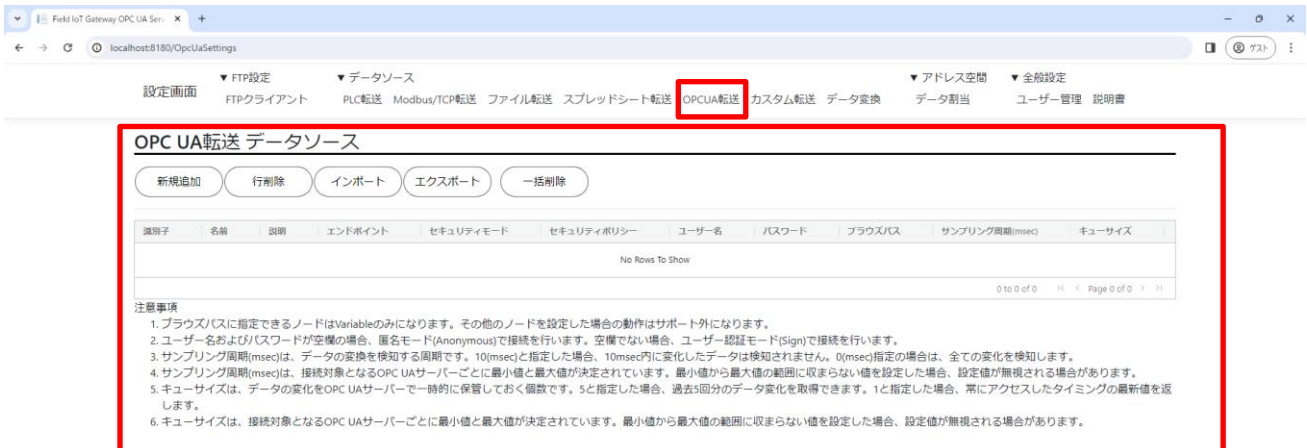 Field IoT Gateway OPC UA Serv
localhost:8180/OpcUaSettings
ゲスト
設定画面
▼ FTP設定
▼ データソース
▼ アドレス空間
▼ 全般設定
FTPクライアント
PLC転送 Modbus/TCP転送 ファイル転送 スプレッドシート転送 OPCUA転送 カスタム転送 データ変換
データ割当
ユーザー管理 説明書
OPC UA転送 データソース
新規追加 行削除 インポート エクスポート 一括削除
識別子 名前 説明 エンドポイント セキュリティモード セキュリティポリシー ユーザー名 パスワード ブラウズパス サンプリング周期(msec) キューサイズ
No Rows To Show
0 to 0 of 0 Page 0 of 0
注意事項
1. ブラウズパスに指定できるノードはVariableのみになります。その他のノードを設定した場合の動作はサポート外になります。
2. ユーザー名およびパスワードが空欄の場合、匿名モード(Anonymous)で接続を行います。空欄でない場合、ユーザー認証モード(Sign)で接続を行います。
3. サンプリング周期(msec)は、データの変換を検知する周期です。10(msec)と指定した場合、10msec内に変化したデータは検知されません。0(msec)指定の場合は、全ての変化を検知します。
4. サンプリング周期(msec)は、接続対象となるOPC UAサーバーごとに最小値と最大値が決定されています。最小値から最大値の範囲に収まらない値を設定した場合、設定値が無視される場合があります。
5. キューサイズは、データの変化をOPC UAサーバーで一時的に保管しておく個数です。5と指定した場合、過去5回分のデータ変化を取得できます。1と指定した場合、常にアクセスしたタイミングの最新値を返
します。
6. キューサイズは、接続対象となるOPC UAサーバーごとに最小値と最大値が決定されています。最小値から最大値の範囲に収まらない値を設定した場合、設定値が無視される場合があります。